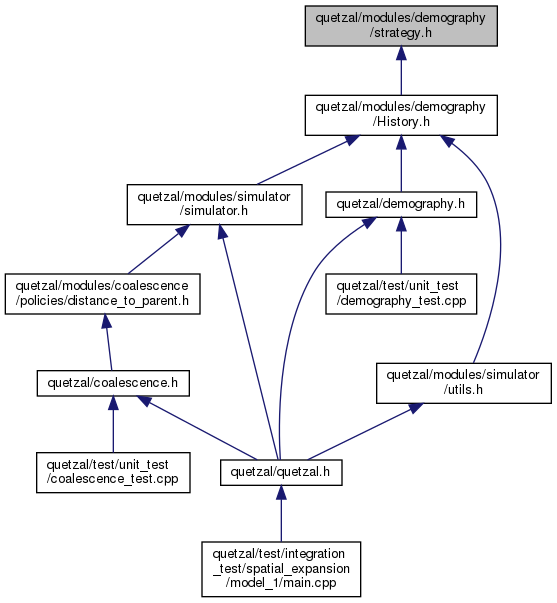 quetzal/modules/demography
/strategy.h
quetzal/modules/demography
/History.h
quetzal/modules/simulator
/simulator.h
quetzal/demography.h
quetzal/modules/coalescence
/policies/distance_to_parent.h
quetzal/test/unit_test
/demography_test.cpp
quetzal/coalescence.h
quetzal/modules/simulator
/utils.h
quetzal/test/unit_test
/coalescence_test.cpp
quetzal/quetzal.h
quetzal/test/integration
_test/spatial_expansion
/model_1/main.cpp